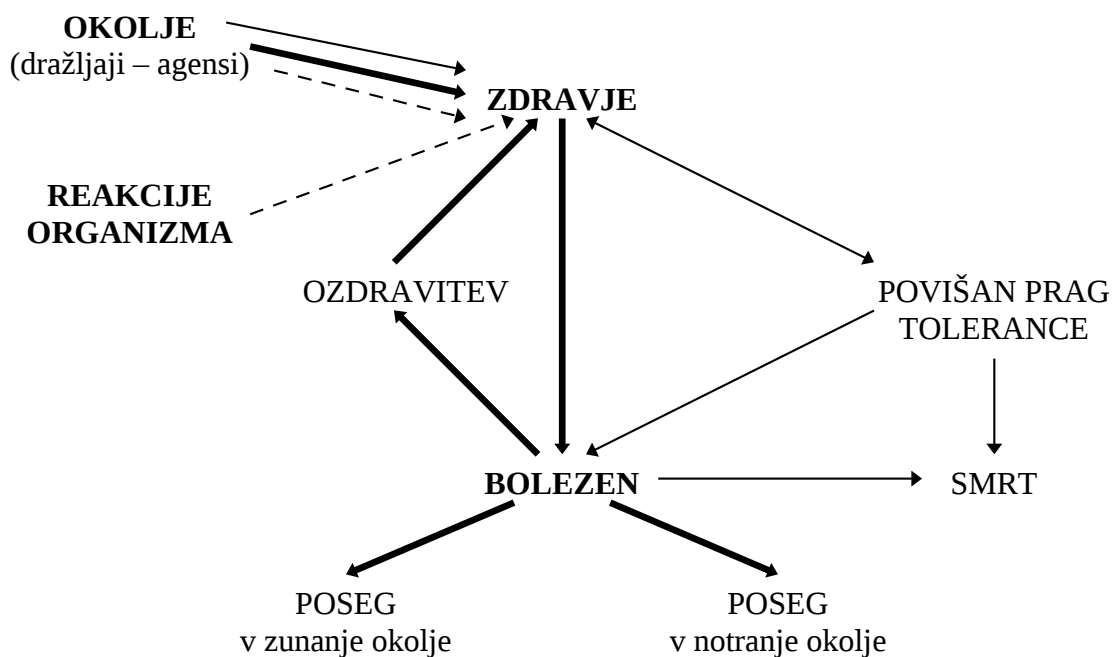 OKOLJE
(dražljaji – agensi)
ZDRAVJE
REAKCIJE
ORGANIZMA
OZDRAVITEV
POVIŠAN PRAG
TOLERANCE
BOLEZEN
SMRT
POSEG
v zunanje okolje
POSEG
v notranje okolje